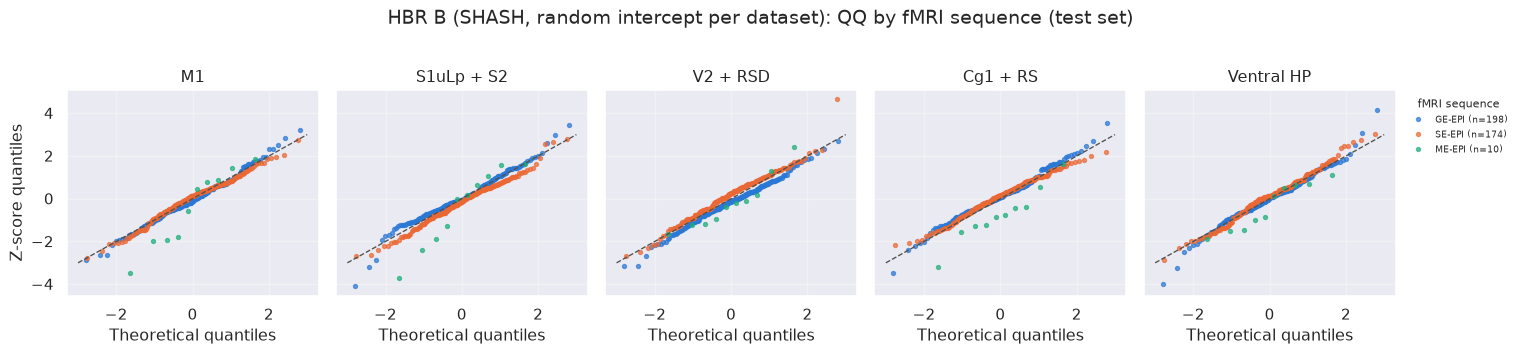 HBR B (SHASH, random intercept per dataset): QQ by fMRI sequence (test set)
M1
S1uLp + S2
V2 + RSD
Cg1 + RS
Ventral HP
Z-score quantiles
4
2
0
−2
−4
fMRI sequence
GE-EPI (n=198)
SE-EPI (n=174)
ME-EPI (n=10)
−2 0 2
−2 0 2
−2 0 2
−2 0 2
−2 0 2
Theoretical quantiles
Theoretical quantiles
Theoretical quantiles
Theoretical quantiles
Theoretical quantiles